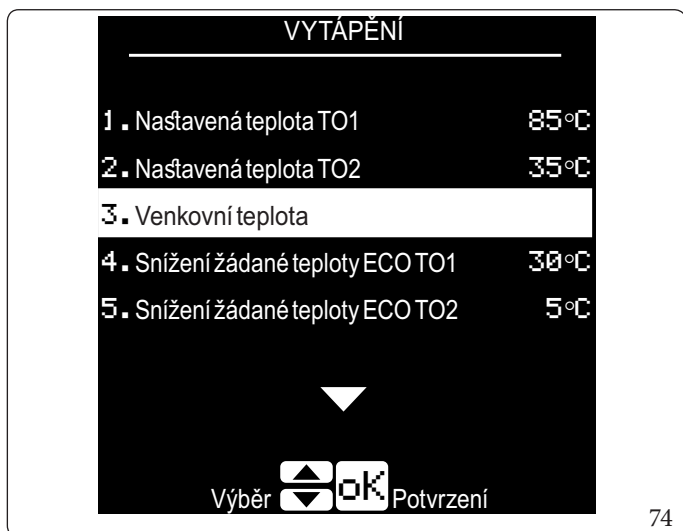 VYTÁPĚNÍ
1. Nastavená teplota TO1 85°C
2. Nastavená teplota TO2 35°C
3. Venkovní teplota
4. Snížení žádané teploty ECO TO1 30°C
5. Snížení žádané teploty ECO TO2 5°C
Výběr oK Potvrzení
74